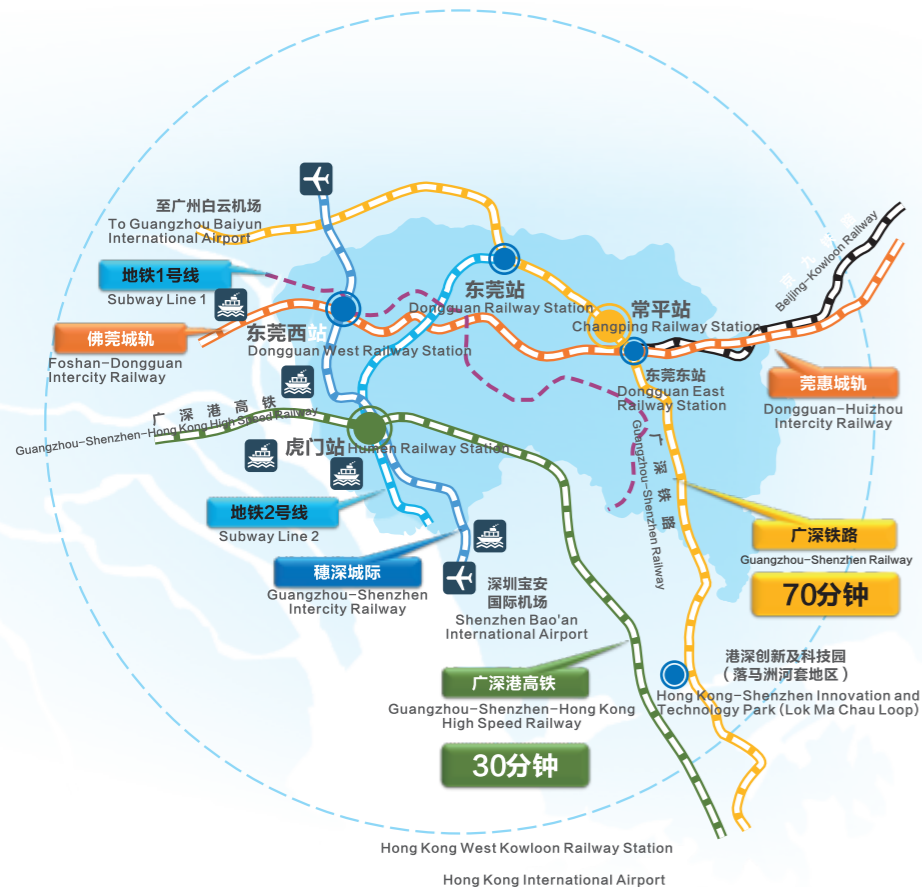 至广州白云机场
To Guangzhou Baiyun
International Airport
地铁1号线
Subway Line 1
佛莞城轨
Foshan-Dongguan
Intercity Railway
东莞西站
Dongguan West Railway Station
东莞站
Dongguan Railway Station
常平站
Changping Railway Station
Beijing-Kowloon Railway
东莞东站
Dongguan East
Railway Station
莞惠城轨
Dongguan-Huizhou
Intercity Railway
广深港高铁
Guangzhou-Shenzhen-Hong Kong High Speed Railway
虎门站
Humen Railway Station
广深铁路
Guangzhou-Shenzhen Railway
地铁2号线
Subway Line 2
穗深城际
Guangzhou-Shenzhen
Intercity Railway
深圳宝安
国际机场
Shenzhen Bao'an
International Airport
广深铁路
Guangzhou-Shenzhen Railway
70分钟
广深港高铁
Guangzhou-Shenzhen-Hong Kong
High Speed Railway
30分钟
港深创新及科技园
（落马洲河套地区）
Hong Kong-Shenzhen Innovation and
Technology Park (Lok Ma Chau Loop)
Hong Kong West Kowloon Railway Station
Hong Kong International Airport